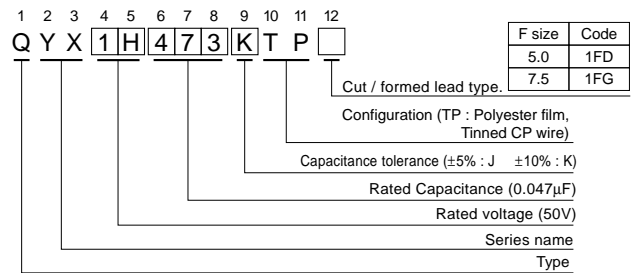 1 2 3 4 5 6 7 8 9 10 11 12
Q Y X 1 H 4 7 3 K T P
F size Code
5.0 1FD
7.5 1FG
Cut / formed lead type.
Configuration (TP : Polyester film,
Tinned CP wire)
Capacitance tolerance (±5% : J ±10% : K)
Rated Capacitance (0.047μF)
Rated voltage (50V)
Series name
Type